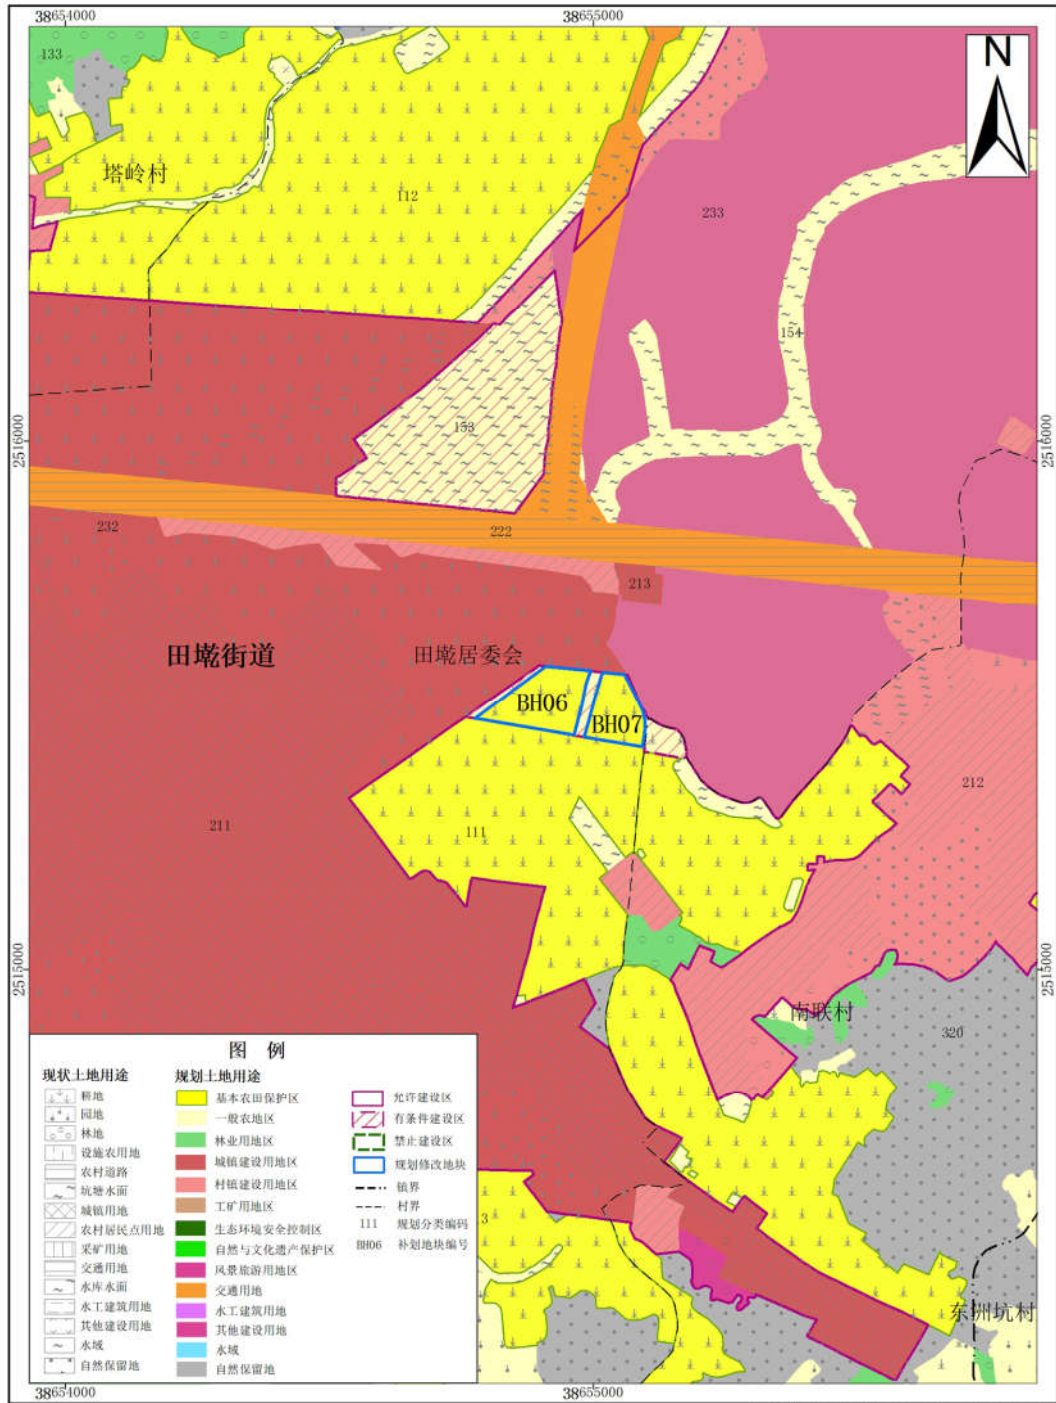 38654000 38655000
N
133
塔岭村
112
233
154
2516000
153
2516000
232
222
213
田墘街道
田墘居委会
BH06
BH07
212
211
111
2515000
2515000
南联村
320
图 例
现状土地用途
耕地
园地
林地
设施农用地
农村道路
坑塘水面
城镇用地
农村居民点用地
采矿用地
交通用地
水库水面
水工建筑用地
其他建设用地
水域
自然保留地
规划土地用途
基本农田保护区
一般农地区
林业用地区
城镇建设用地区
村镇建设用地区
工矿用地区
生态环境安全控制区
自然与文化遗产保护区
风景旅游用地区
交通用地
水工建筑用地
其他建设用地
水域
自然保留地
允许建设区
有条件建设区
禁止建设区
规划修改地块
镇界
村界
111 规划分类编码
BH06 补划地块编号
3
东洲坑村
38654000 38655000